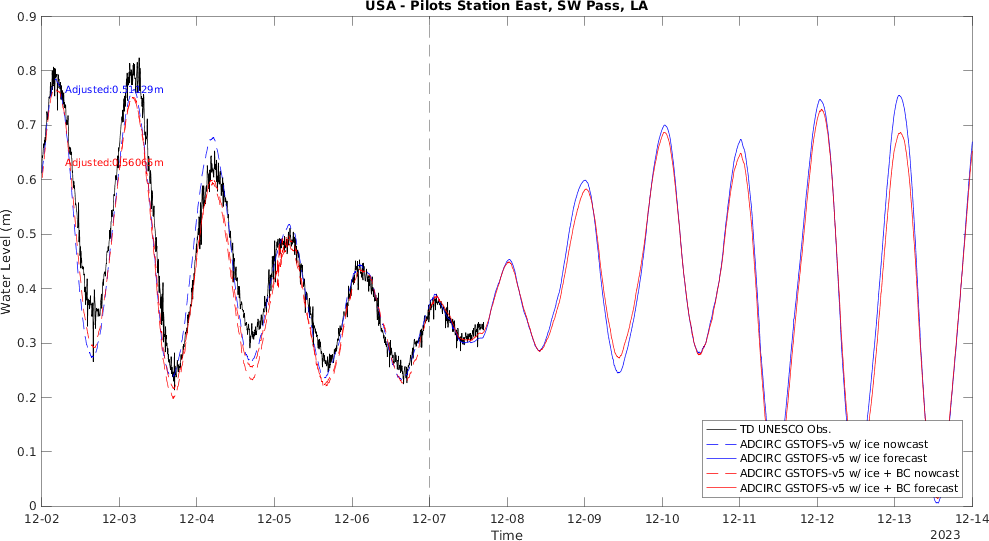 USA - Pilots Station East, SW Pass, LA
0.9
0.8
0.7
0.6
0.5
0.4
0.3
0.2
0.1
0
Water Level (m)
Adjusted:0.51129m
Adjusted:0.56065m
TD UNESCO Obs.
ADCIRC GSTOFS-v5 w/ ice nowcast
ADCIRC GSTOFS-v5 w/ ice forecast
ADCIRC GSTOFS-v5 w/ ice + BC nowcast
ADCIRC GSTOFS-v5 w/ ice + BC forecast
12-02 12-03 12-04 12-05 12-06 12-07 12-08 12-09 12-10 12-11 12-12 12-13 12-14
Time
2023